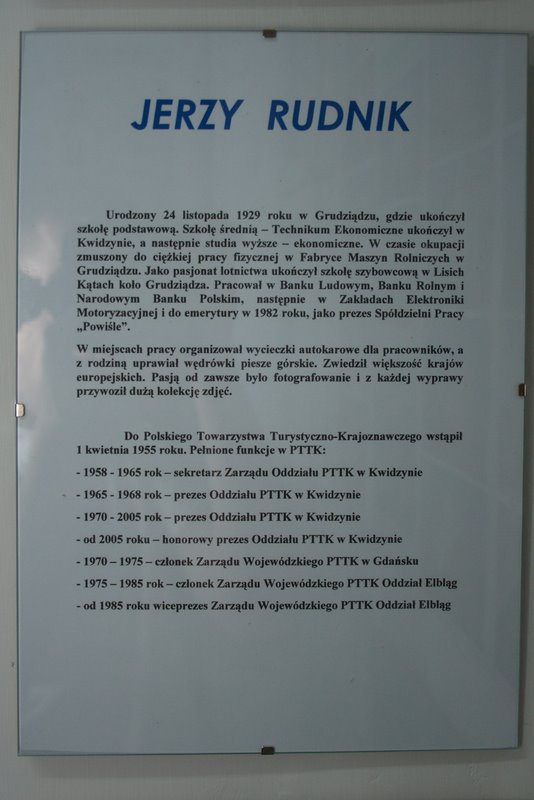 JERZY RUDNIK
Urodzony 24 listopada 1929 roku w Grudziądzu, gdzie ukończył
szkołę podstawową. Szkołę średnią – Technikum Ekonomiczne ukończył w
Kwidzynie, a następnie studia wyższe – ekonomiczne. W czasie okupacji
zmuszony do ciężkiej pracy fizycznej w Fabryce Maszyn Rolniczych w
Grudziądzu. Jako pasjonat lotnictwa ukończył szkołę szybowcową w Lisich
Kątach koło Grudziądza. Pracował w Banku Ludowym, Banku Rolnym i
Narodowym Banku Polskim, następnie w Zakładach Elektroniki
Motoryzacyjnej i do emerytury w 1982 roku, jako prezes Spółdzielni Pracy
„Powiśle”.
W miejscach pracy organizował wycieczki autokarowe dla pracowników, a
z rodziną uprawiał wędrówki piesze górskie. Zwiedził większość krajów
europejskich. Pasją od zawsze było fotografowanie i z każdej wyprawy
przywoził dużą kolekcję zdjęć.
Do Polskiego Towarzystwa Turystyczno-Krajoznawczego wstąpił
1 kwietnia 1955 roku. Pełnione funkcje w PTTK:
- 1958 - 1965 rok – sekretarz Zarządu Oddziału PTTK w Kwidzynie
- 1965 - 1968 rok – prezes Oddziału PTTK w Kwidzynie
- 1970 - 2005 rok – prezes Oddziału PTTK w Kwidzynie
- od 2005 roku – honorowy prezes Oddziału PTTK w Kwidzynie
- 1970 – 1975 – członek Zarządu Wojewódzkiego PTTK w Gdańsku
- 1975 – 1985 rok – członek Zarządu Wojewódzkiego PTTK Oddział Elbląg
- od 1985 roku wiceprezes Zarządu Wojewódzkiego PTTK Oddział Elbląg